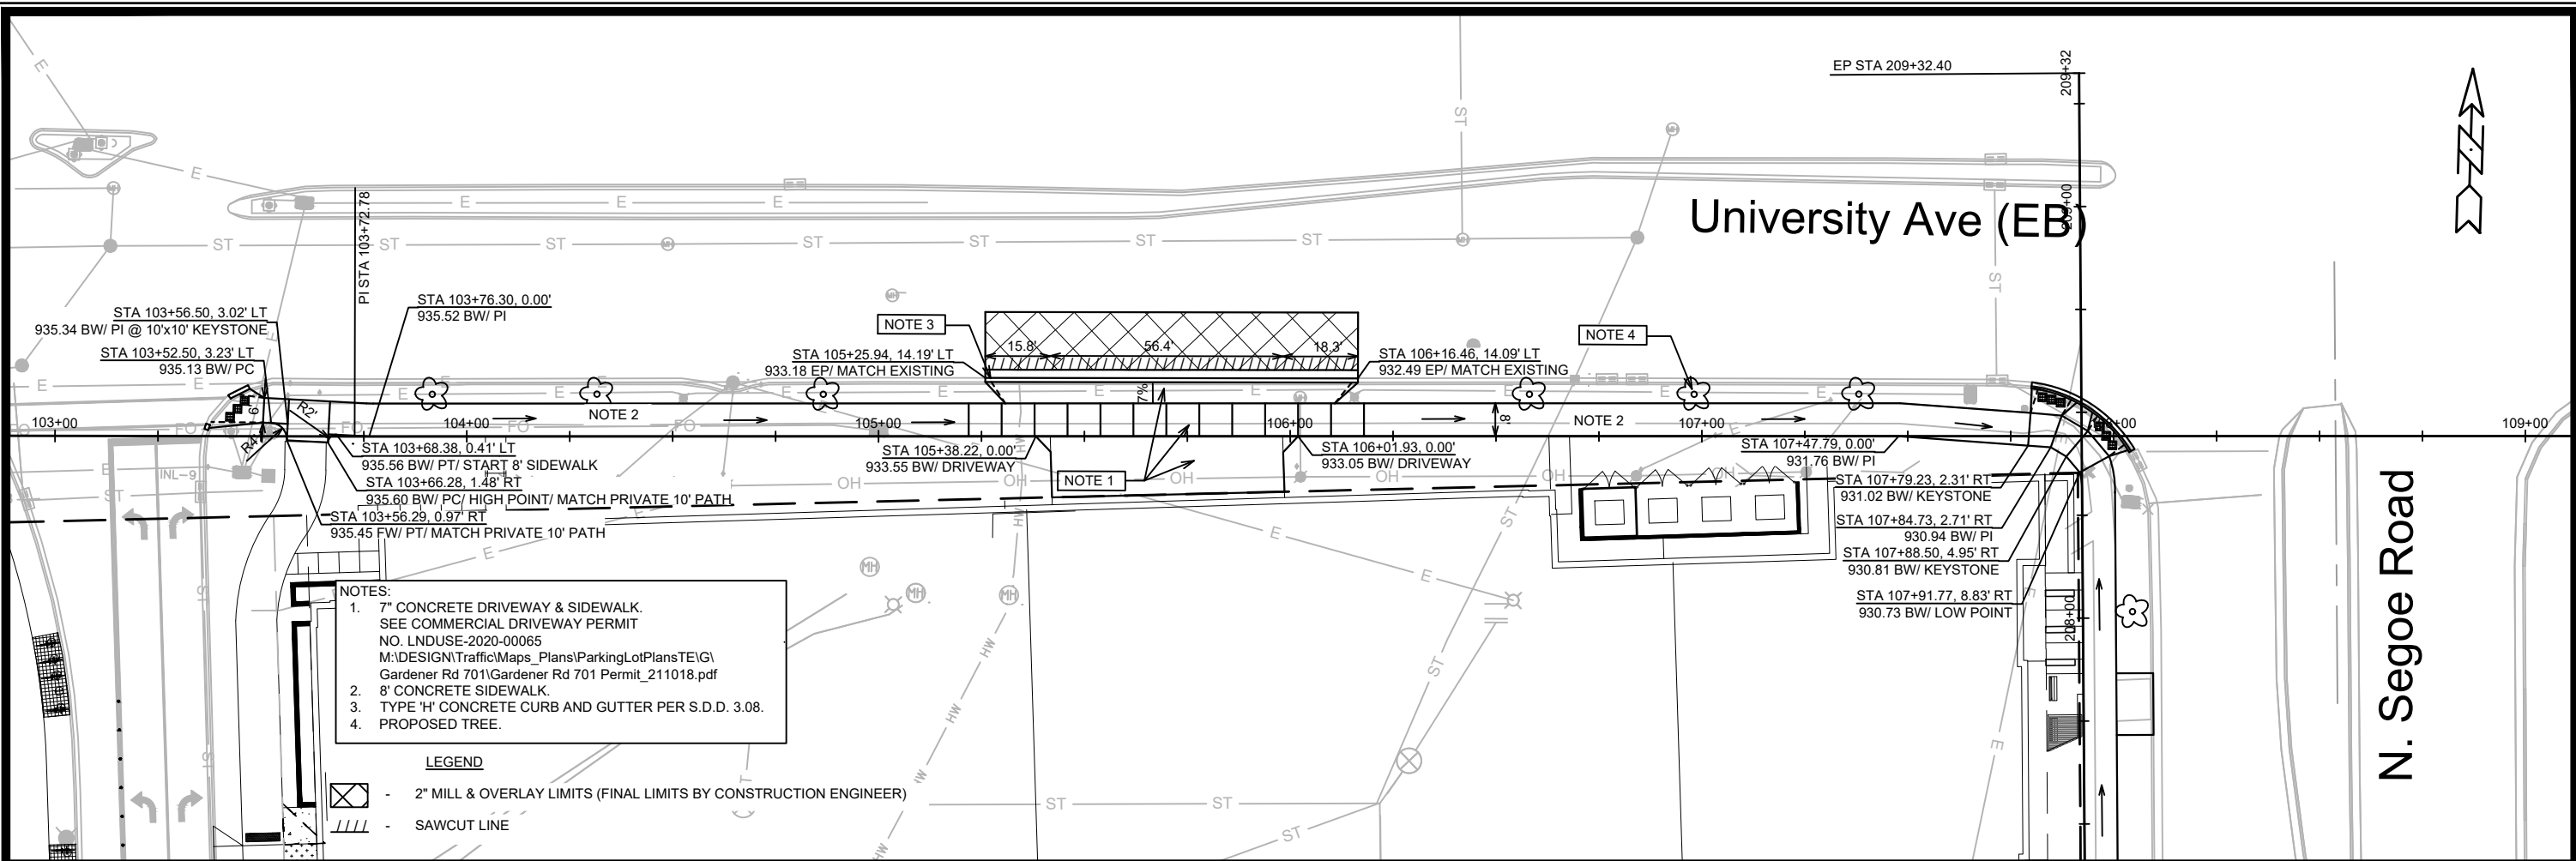 EP STA 209+32.40
209+32
209+00
University Ave (EB)
PI STA 103+72.78
STA 103+56.50, 3.02' LT
935.34 BW/ PI @ 10'x10' KEYSTONE
STA 103+52.50, 3.23' LT
935.13 BW/ PC
STA 103+76.30, 0.00'
935.52 BW/ PI
NOTE 3
STA 105+25.94, 14.19' LT
933.18 EP/ MATCH EXISTING
15.8'
56.4'
18.3'
STA 106+16.46, 14.09' LT
932.49 EP/ MATCH EXISTING
NOTE 4
7%
6'
R2'
R4'
8'
NOTE 2
NOTE 2
103+00
104+00
105+00
106+00
107+00
109+00
STA 103+68.38, 0.41' LT
935.56 BW/ PT/ START 8' SIDEWALK
STA 103+66.28, 1.48' RT
935.60 BW/ PC/ HIGH POINT/ MATCH PRIVATE 10' PATH
STA 103+56.29, 0.97' RT
935.45 FW/ PT/ MATCH PRIVATE 10' PATH
STA 105+38.22, 0.00'
933.55 BW/ DRIVEWAY
NOTE 1
STA 106+01.93, 0.00'
933.05 BW/ DRIVEWAY
STA 107+47.79, 0.00'
931.76 BW/ PI
STA 107+79.23, 2.31' RT
931.02 BW/ KEYSTONE
STA 107+84.73, 2.71' RT
930.94 BW/ PI
STA 107+88.50, 4.95' RT
930.81 BW/ KEYSTONE
STA 107+91.77, 8.83' RT
930.73 BW/ LOW POINT
208+00
N. Segoe Road
INL-9
NOTES:
1. 7" CONCRETE DRIVEWAY & SIDEWALK.
SEE COMMERCIAL DRIVEWAY PERMIT
NO. LNDUSE-2020-00065
M:\DESIGN\Traffic\Maps_Plans\ParkingLotPlansTE\G\
Gardener Rd 701\Gardener Rd 701 Permit_211018.pdf
2. 8' CONCRETE SIDEWALK.
3. TYPE 'H' CONCRETE CURB AND GUTTER PER S.D.D. 3.08.
4. PROPOSED TREE.
LEGEND
- 2" MILL & OVERLAY LIMITS (FINAL LIMITS BY CONSTRUCTION ENGINEER)
- SAWCUT LINE